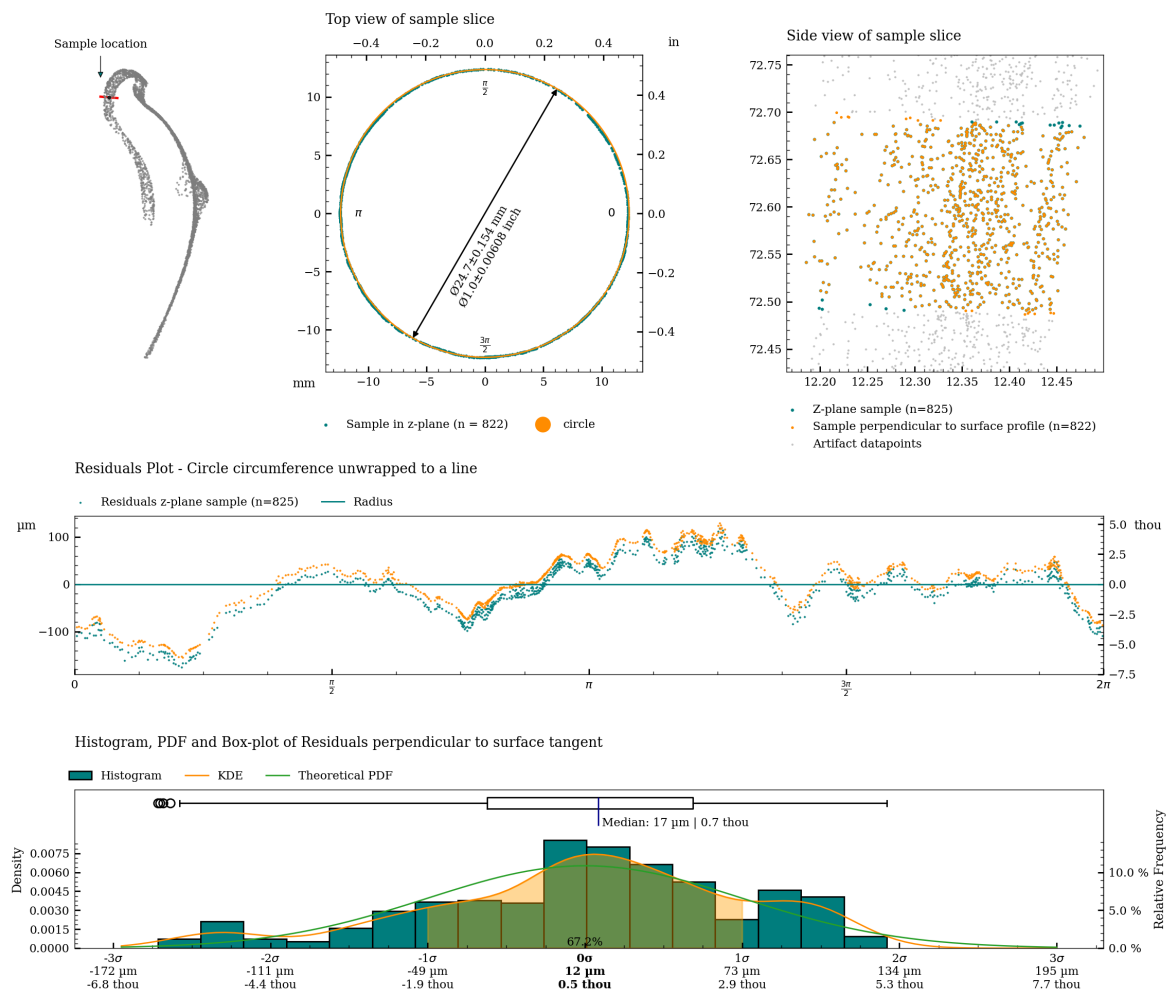 Sample location
Top view of sample slice
−0.4 −0.2 0.0 0.2 0.4 in
10
5
0
−5
−10
0.4
0.2
0.0
−0.2
−0.4
π/2
π
0
3π/2
Ø24.7±0.154 mm
Ø1.0±0.00608 inch
mm −10 −5 0 5 10
Sample in z-plane (n = 822) circle
Side view of sample slice
72.75
72.70
72.65
72.60
72.55
72.50
72.45
12.20 12.25 12.30 12.35 12.40 12.45
Z-plane sample (n=825)
Sample perpendicular to surface profile (n=822)
Artifact datapoints
Residuals Plot - Circle circumference unwrapped to a line
Residuals z-plane sample (n=825) Radius
µm
100
0
−100
5.0 thou
2.5
0.0
−2.5
−5.0
−7.5
0 π/2 π 3π/2 2π
Histogram, PDF and Box-plot of Residuals perpendicular to surface tangent
Histogram KDE Theoretical PDF
Median: 17 µm | 0.7 thou
Density
0.0075
0.0060
0.0045
0.0030
0.0015
0.0000
Relative Frequency
10.0 %
5.0 %
0.0 %
67.2%
-3σ -2σ -1σ 0σ 1σ 2σ 3σ
-172 µm -111 µm -49 µm 12 µm 73 µm 134 µm 195 µm
-6.8 thou -4.4 thou -1.9 thou 0.5 thou 2.9 thou 5.3 thou 7.7 thou